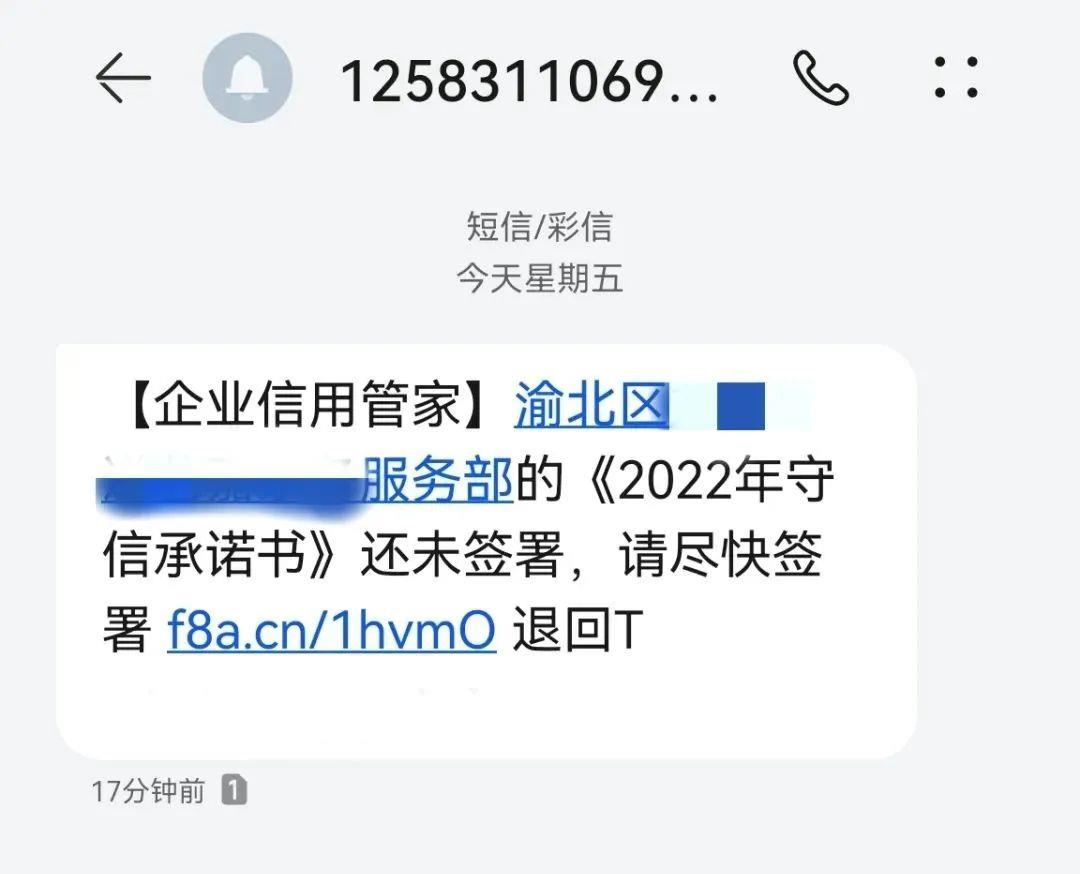 1258311069...
短信/彩信
今天星期五
【企业信用管家】渝北区
服务部的《2022年守
信承诺书》还未签署，请尽快签
署 f8a.cn/1hvmO 退回T
17分钟前 1